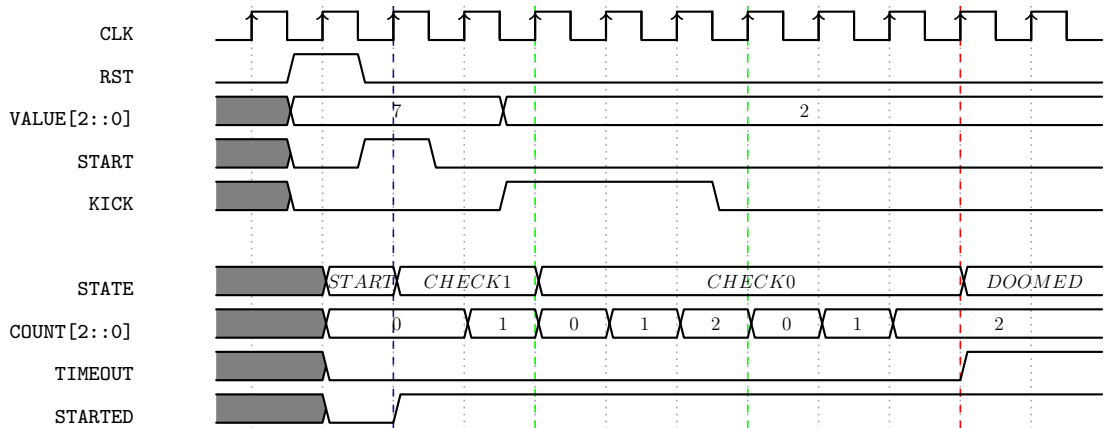 CLK
RST
VALUE[2::0] 7 2
START
KICK
STATE START CHECK1 CHECK0 DOOMED
COUNT[2::0] 0 1 0 1 2 0 1 2
TIMEOUT
STARTED